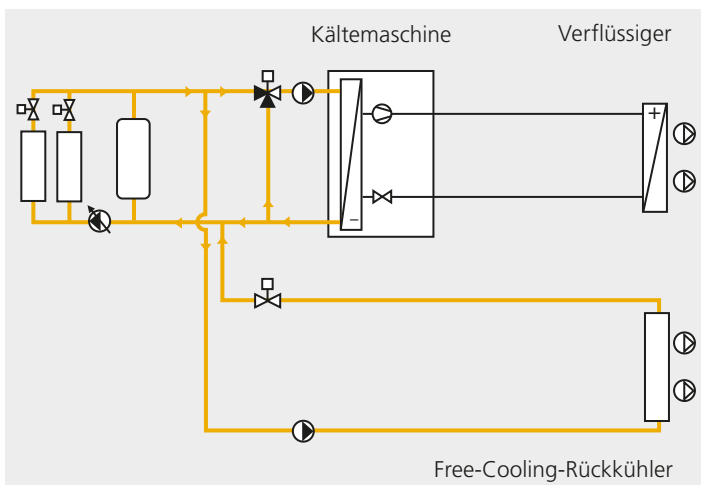 Kältemaschine
Verflüssiger
+
−
Free-Cooling-Rückkühler